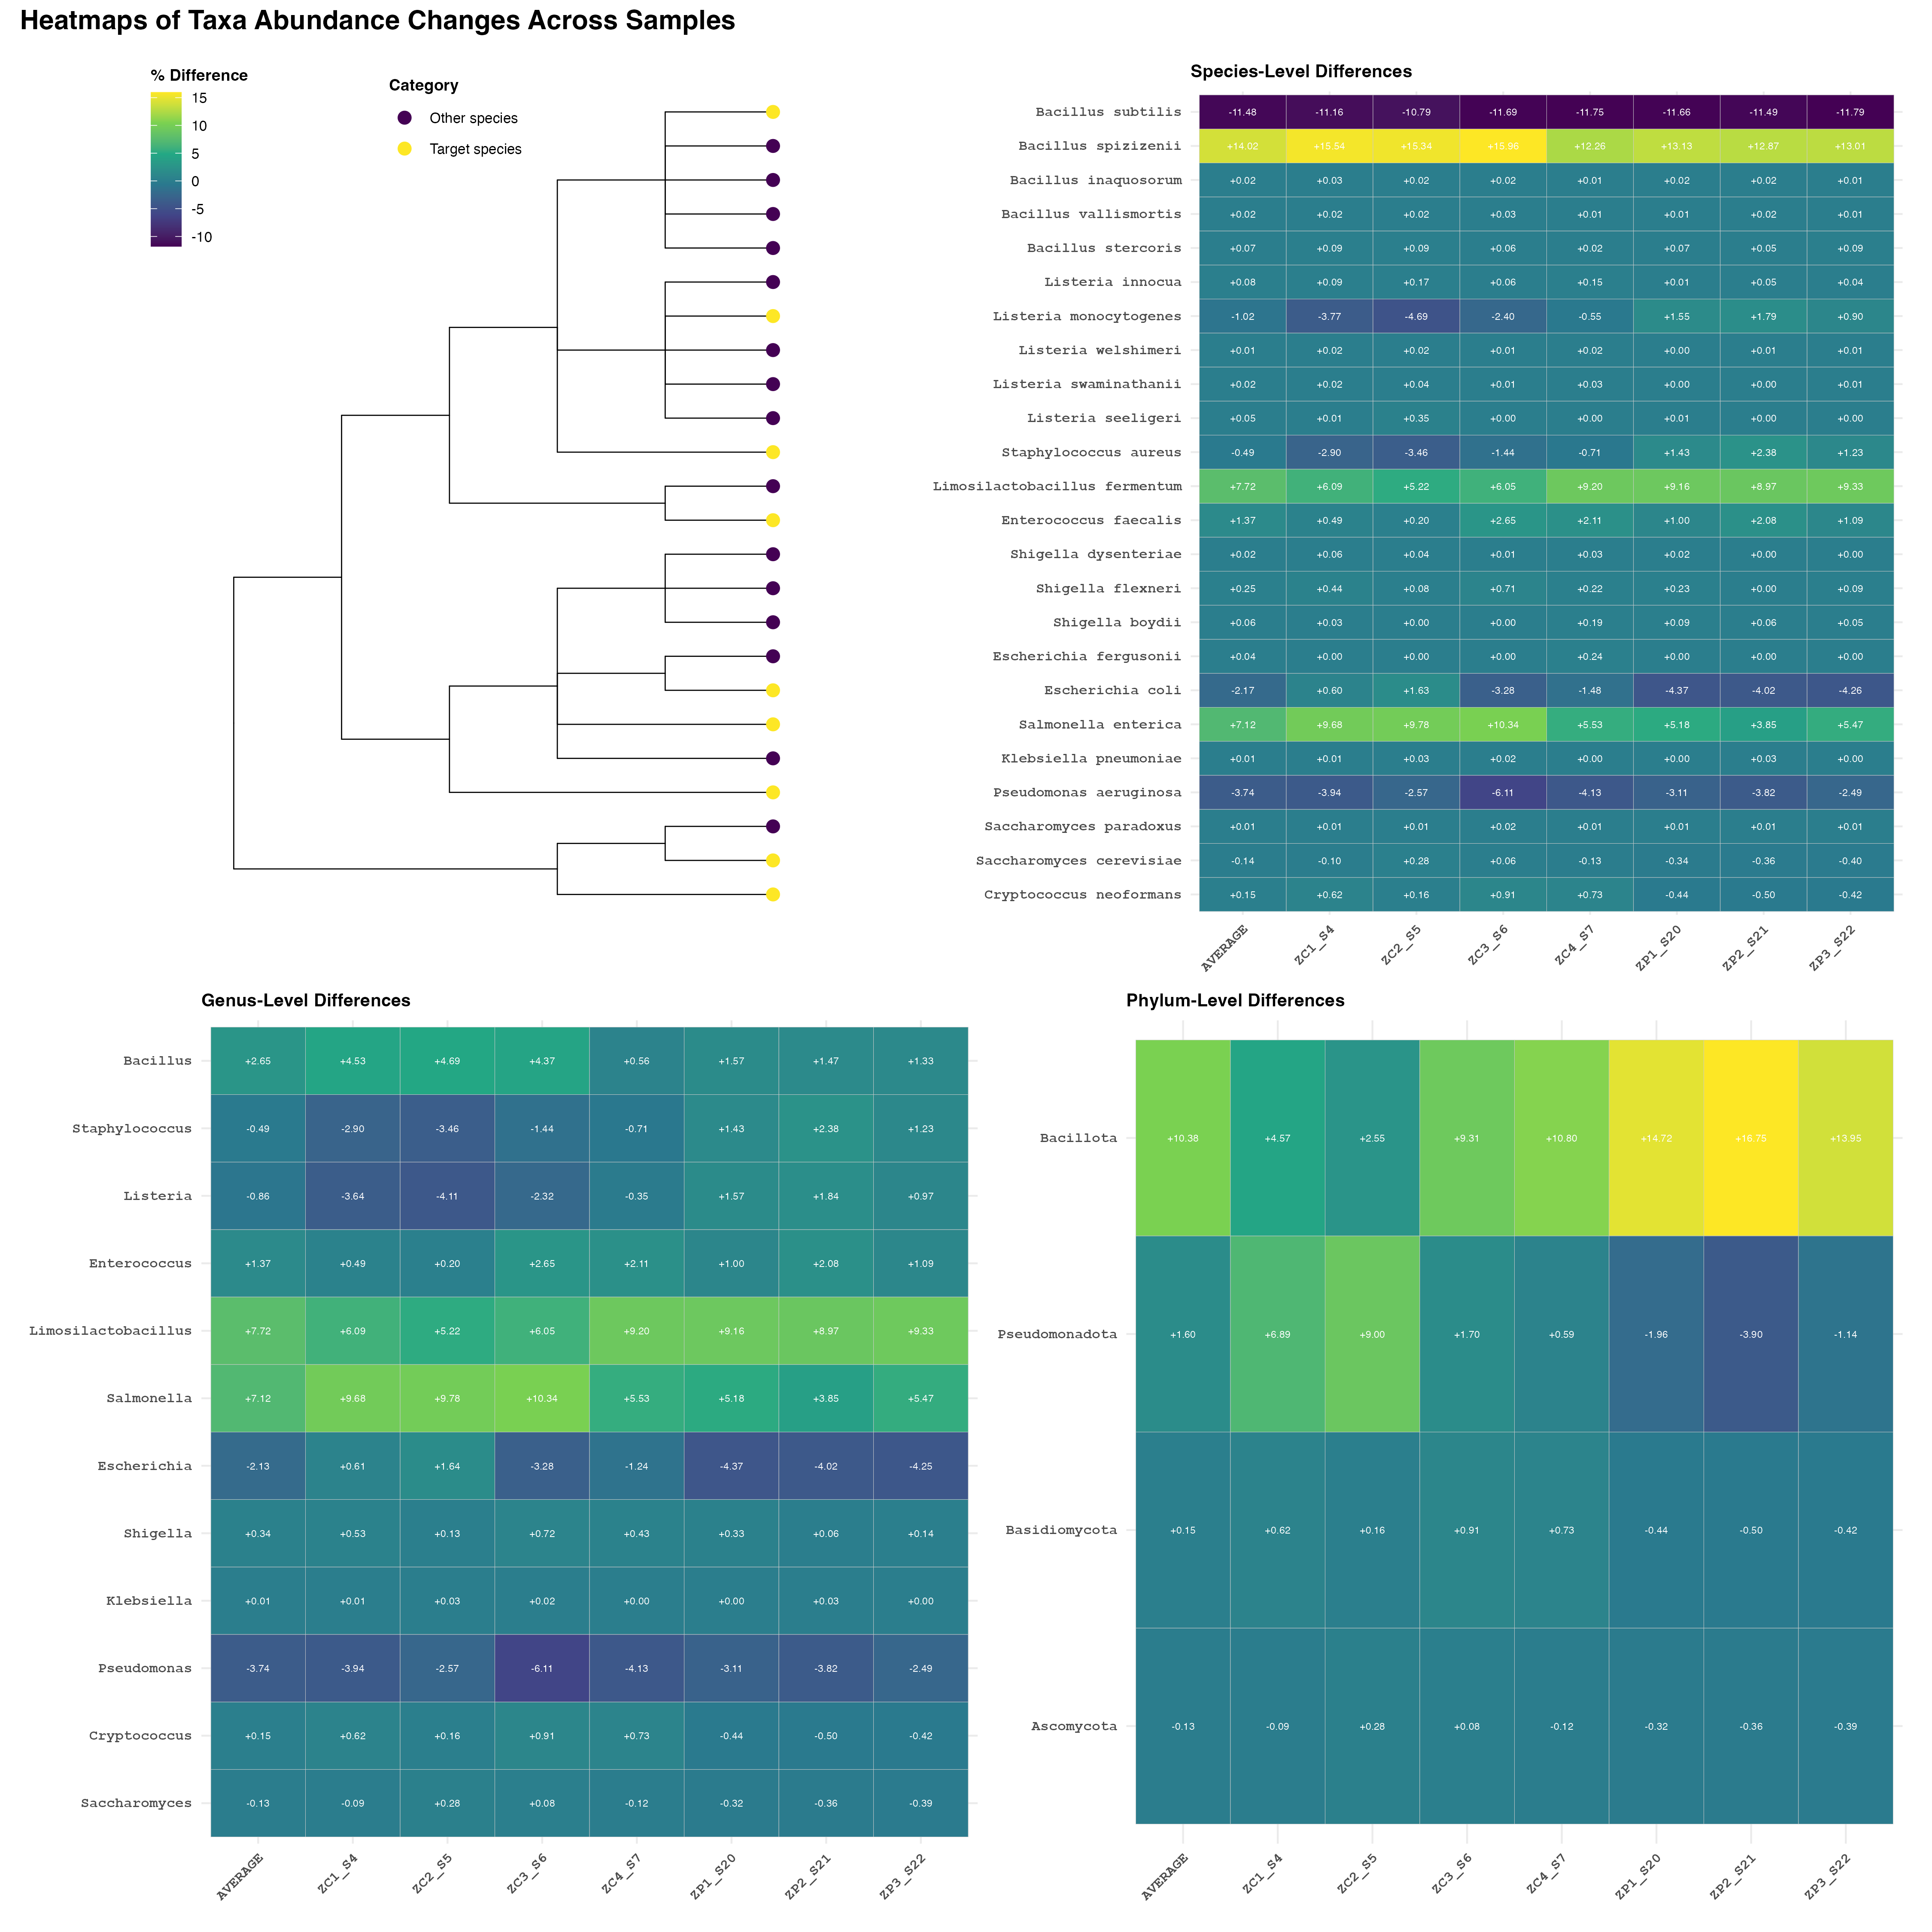 Heatmaps of Taxa Abundance Changes Across Samples
% Difference
15
10
5
0
-5
-10
Category
Other species
Target species
Species-Level Differences
Bacillus subtilis -11.48 -11.16 -10.79 -11.69 -11.75 -11.66 -11.49 -11.79
Bacillus spizizenii +14.02 +15.54 +15.34 +15.96 +12.26 +13.13 +12.87 +13.01
Bacillus inaquosorum +0.02 +0.03 +0.02 +0.02 +0.01 +0.02 +0.02 +0.01
Bacillus vallismortis +0.02 +0.02 +0.02 +0.03 +0.01 +0.01 +0.02 +0.01
Bacillus stercoris +0.07 +0.09 +0.09 +0.06 +0.02 +0.07 +0.05 +0.09
Listeria innocua +0.08 +0.09 +0.17 +0.06 +0.15 +0.01 +0.05 +0.04
Listeria monocytogenes -1.02 -3.77 -4.69 -2.40 -0.55 +1.55 +1.79 +0.90
Listeria welshimeri +0.01 +0.02 +0.02 +0.01 +0.02 +0.00 +0.01 +0.01
Listeria swaminathanii +0.02 +0.02 +0.04 +0.01 +0.03 +0.00 +0.00 +0.01
Listeria seeligeri +0.05 +0.01 +0.35 +0.00 +0.00 +0.01 +0.00 +0.00
Staphylococcus aureus -0.49 -2.90 -3.46 -1.44 -0.71 +1.43 +2.38 +1.23
Limosilactobacillus fermentum +7.72 +6.09 +5.22 +6.05 +9.20 +9.16 +8.97 +9.33
Enterococcus faecalis +1.37 +0.49 +0.20 +2.65 +2.11 +1.00 +2.08 +1.09
Shigella dysenteriae +0.02 +0.06 +0.04 +0.01 +0.03 +0.02 +0.00 +0.00
Shigella flexneri +0.25 +0.44 +0.08 +0.71 +0.22 +0.23 +0.00 +0.09
Shigella boydii +0.06 +0.03 +0.00 +0.00 +0.19 +0.09 +0.06 +0.05
Escherichia fergusonii +0.04 +0.00 +0.00 +0.00 +0.24 +0.00 +0.00 +0.00
Escherichia coli -2.17 +0.60 +1.63 -3.28 -1.48 -4.37 -4.02 -4.26
Salmonella enterica +7.12 +9.68 +9.78 +10.34 +5.53 +5.18 +3.85 +5.47
Klebsiella pneumoniae +0.01 +0.01 +0.03 +0.02 +0.00 +0.00 +0.03 +0.00
Pseudomonas aeruginosa -3.74 -3.94 -2.57 -6.11 -4.13 -3.11 -3.82 -2.49
Saccharomyces paradoxus +0.01 +0.01 +0.01 +0.02 +0.01 +0.01 +0.01 +0.01
Saccharomyces cerevisiae -0.14 -0.10 +0.28 +0.06 -0.13 -0.34 -0.36 -0.40
Cryptococcus neoformans +0.15 +0.62 +0.16 +0.91 +0.73 -0.44 -0.50 -0.42
AVERAGE ZC1_S4 ZC2_S5 ZC3_S6 ZC4_S7 ZP1_S20 ZP2_S21 ZP3_S22
Genus-Level Differences
Bacillus +2.65 +4.53 +4.69 +4.37 +0.56 +1.57 +1.47 +1.33
Staphylococcus -0.49 -2.90 -3.46 -1.44 -0.71 +1.43 +2.38 +1.23
Listeria -0.86 -3.64 -4.11 -2.32 -0.35 +1.57 +1.84 +0.97
Enterococcus +1.37 +0.49 +0.20 +2.65 +2.11 +1.00 +2.08 +1.09
Limosilactobacillus +7.72 +6.09 +5.22 +6.05 +9.20 +9.16 +8.97 +9.33
Salmonella +7.12 +9.68 +9.78 +10.34 +5.53 +5.18 +3.85 +5.47
Escherichia -2.13 +0.61 +1.64 -3.28 -1.24 -4.37 -4.02 -4.25
Shigella +0.34 +0.53 +0.13 +0.72 +0.43 +0.33 +0.06 +0.14
Klebsiella +0.01 +0.01 +0.03 +0.02 +0.00 +0.00 +0.03 +0.00
Pseudomonas -3.74 -3.94 -2.57 -6.11 -4.13 -3.11 -3.82 -2.49
Cryptococcus +0.15 +0.62 +0.16 +0.91 +0.73 -0.44 -0.50 -0.42
Saccharomyces -0.13 -0.09 +0.28 +0.08 -0.12 -0.32 -0.36 -0.39
AVERAGE ZC1_S4 ZC2_S5 ZC3_S6 ZC4_S7 ZP1_S20 ZP2_S21 ZP3_S22
Phylum-Level Differences
Bacillota +10.38 +4.57 +2.55 +9.31 +10.80 +14.72 +16.75 +13.95
Pseudomonadota +1.60 +6.89 +9.00 +1.70 +0.59 -1.96 -3.90 -1.14
Basidiomycota +0.15 +0.62 +0.16 +0.91 +0.73 -0.44 -0.50 -0.42
Ascomycota -0.13 -0.09 +0.28 +0.08 -0.12 -0.32 -0.36 -0.39
AVERAGE ZC1_S4 ZC2_S5 ZC3_S6 ZC4_S7 ZP1_S20 ZP2_S21 ZP3_S22